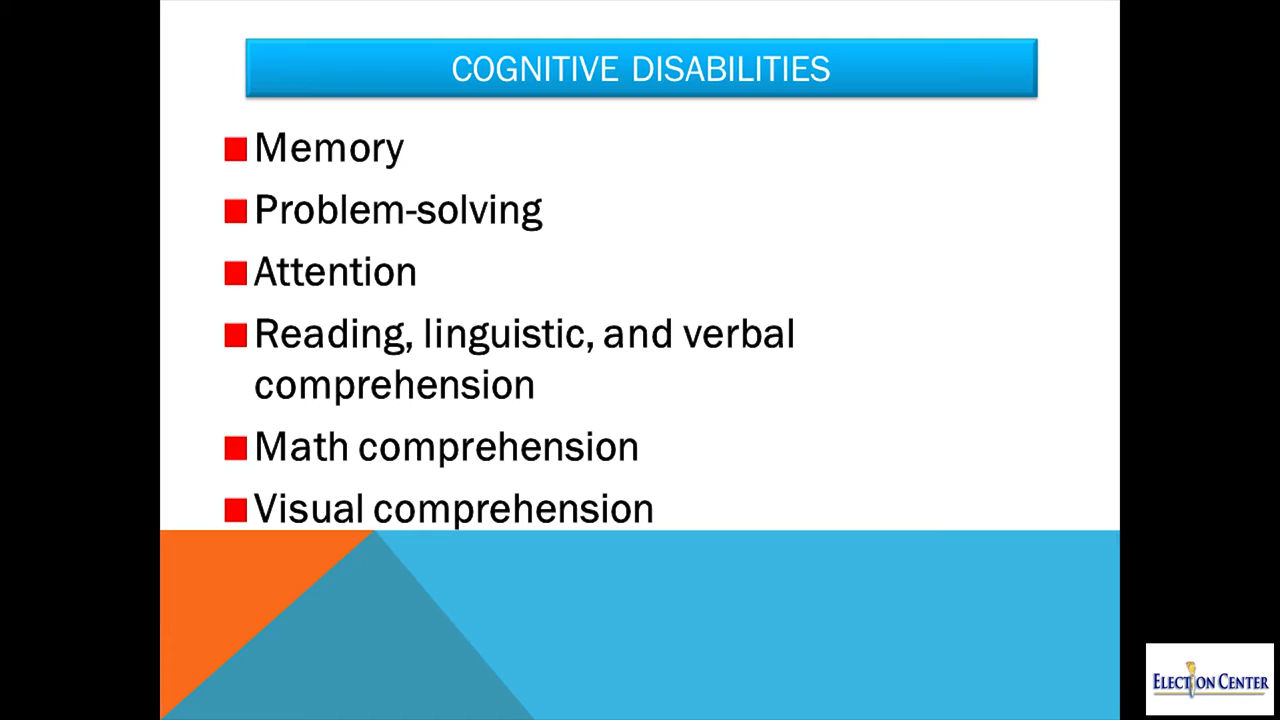 COGNITIVE DISABILITIES
Memory
Problem-solving
Attention
Reading, linguistic, and verbal
comprehension
Math comprehension
Visual comprehension
ELECTION CENTER